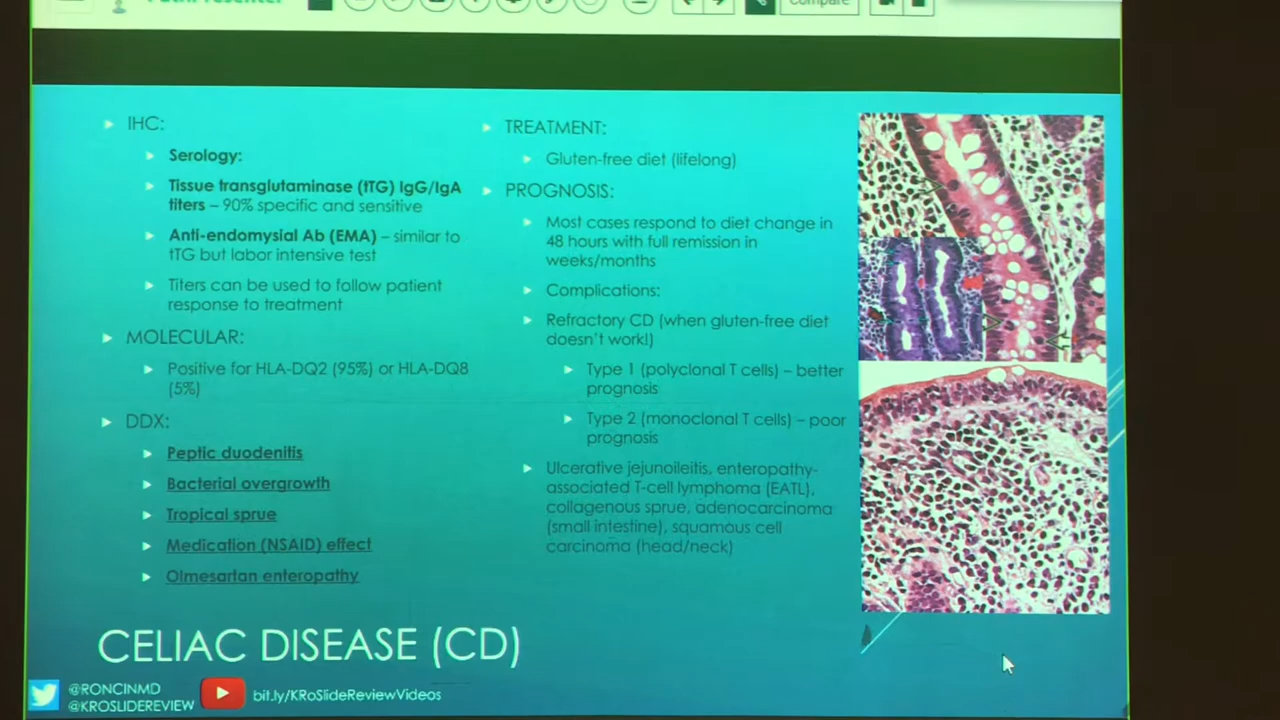 PathPresenter
Compare
IHC:
Serology:
Tissue transglutaminase (tTG) IgG/IgA
titers – 90% specific and sensitive
Anti-endomysial Ab (EMA) – similar to
tTG but labor intensive test
Titers can be used to follow patient
response to treatment
MOLECULAR:
Positive for HLA-DQ2 (95%) or HLA-DQ8
(5%)
DDX:
Peptic duodenitis
Bacterial overgrowth
Tropical sprue
Medication (NSAID) effect
Olmesartan enteropathy
TREATMENT:
Gluten-free diet (lifelong)
PROGNOSIS:
Most cases respond to diet change in
48 hours with full remission in
weeks/months
Complications:
Refractory CD (when gluten-free diet
doesn't work!)
Type 1 (polyclonal T cells) – better
prognosis
Type 2 (monoclonal T cells) – poor
prognosis
Ulcerative jejunoileitis, enteropathy-
associated T-cell lymphoma (EATL),
collagenous sprue, adenocarcinoma
(small intestine), squamous cell
carcinoma (head/neck)
CELIAC DISEASE (CD)
@RONCINMD
@KROSLIDEREVIEW
bit.ly/KRoSlideReviewVideos